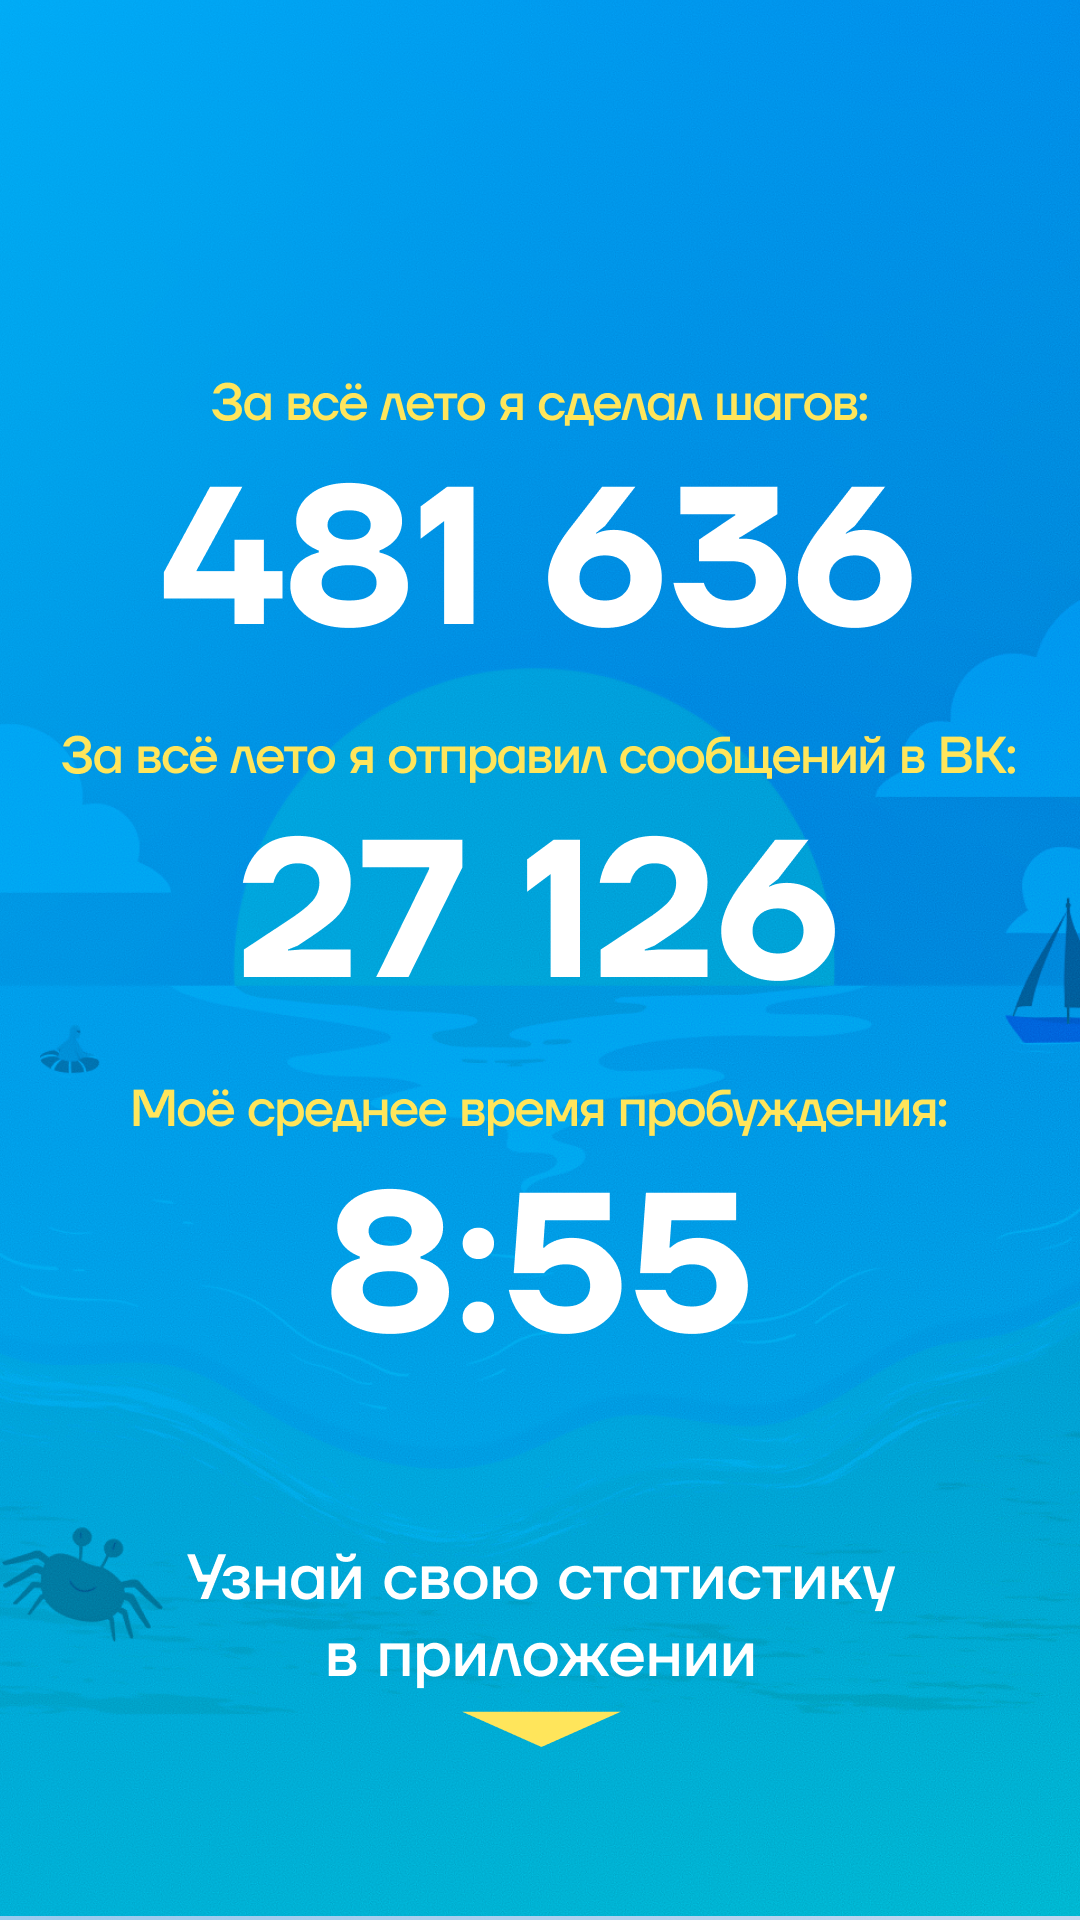 За всё лето я сделал шагов:
481 636
За всё лето я отправил сообщений в ВК:
27 126
Моё среднее время пробуждения:
8:55
Узнай свою статистику
в приложении